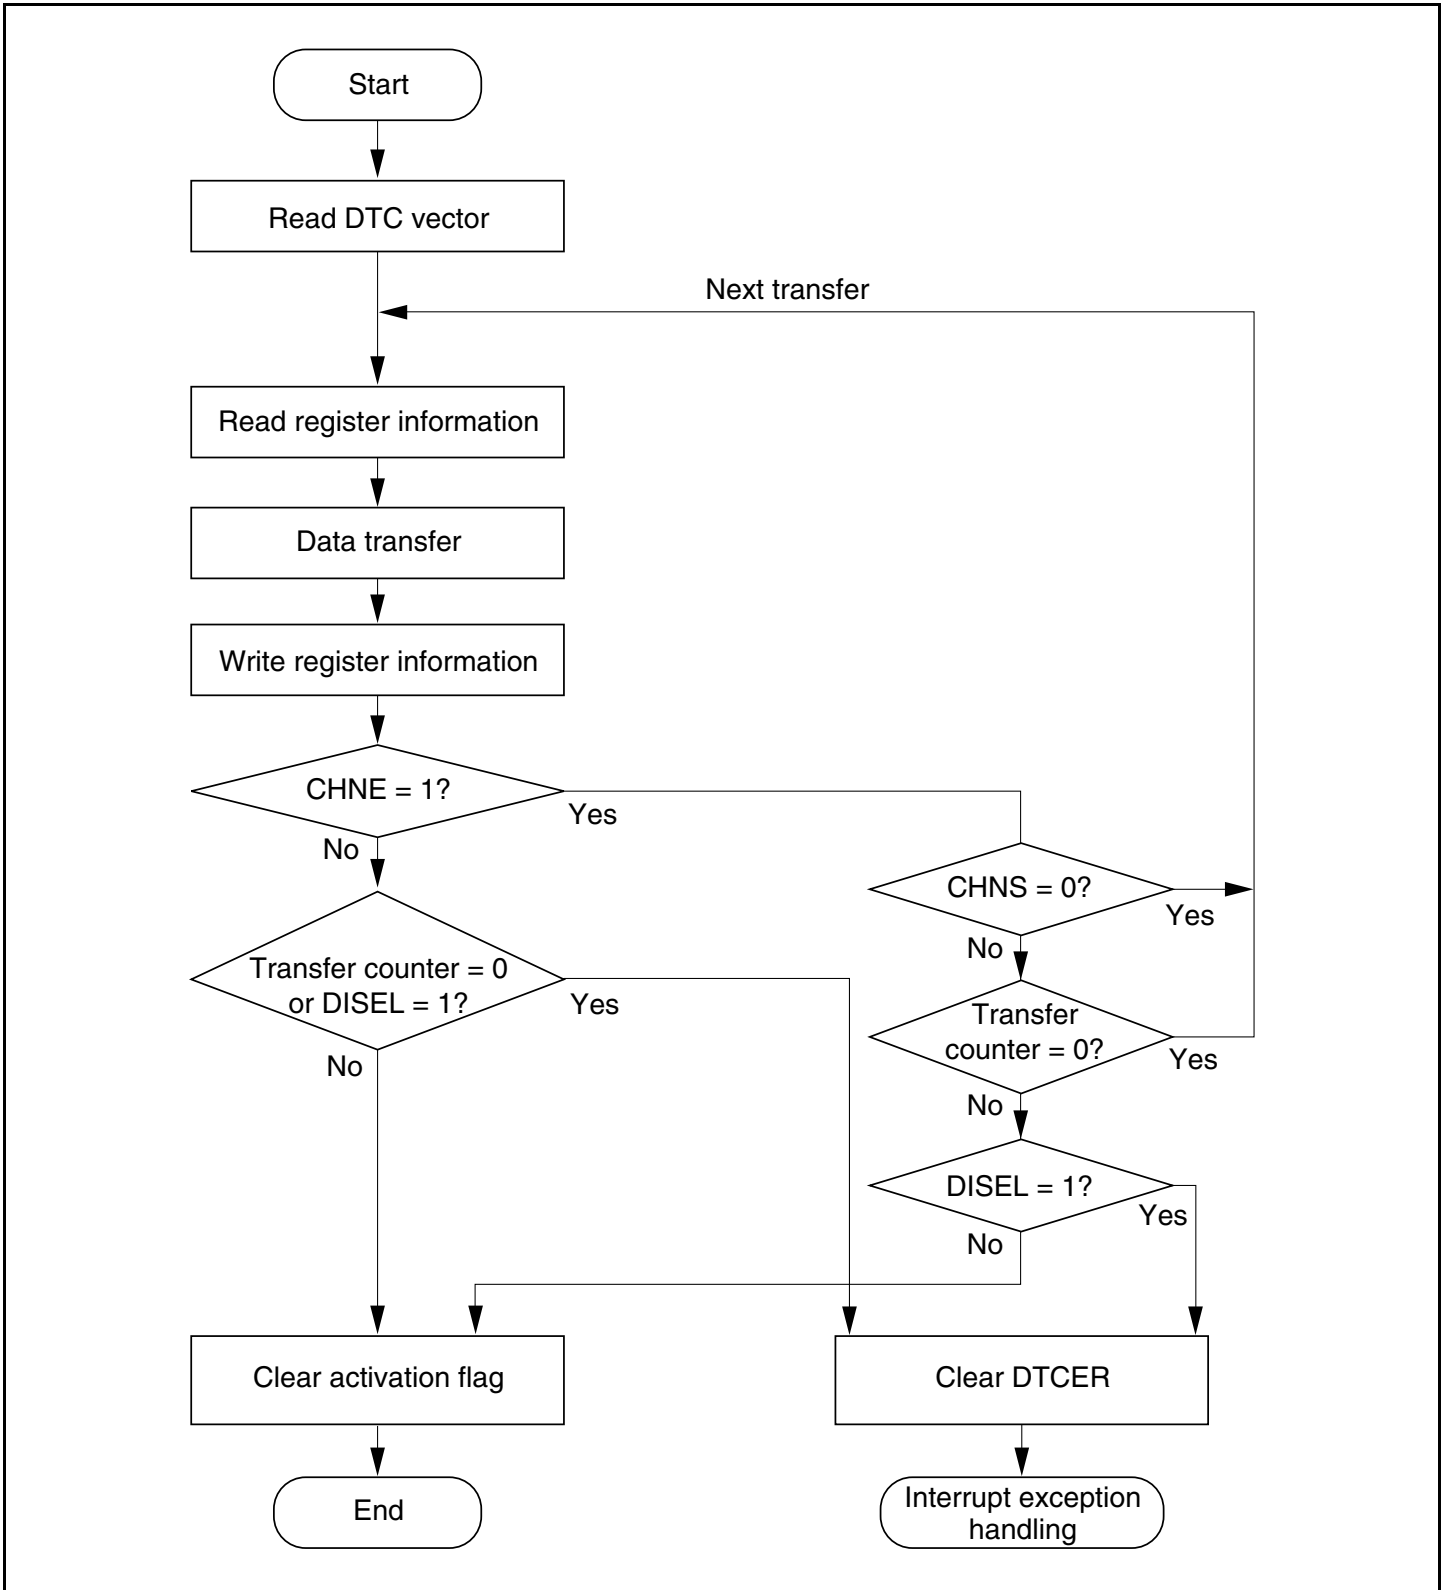 Start
Read DTC vector
Next transfer
Read register information
Data transfer
Write register information
CHNE = 1?
Yes
No
CHNS = 0?
Yes
No
Transfer counter = 0
or DISEL = 1?
Yes
No
Transfer
counter = 0?
Yes
No
DISEL = 1?
Yes
No
Clear activation flag
Clear DTCER
End
Interrupt exception
handling